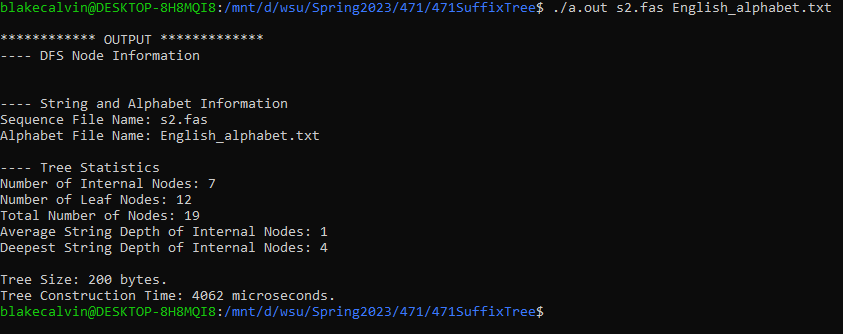 blakecalvin@DESKTOP-8H8MQI8:/mnt/d/wsu/Spring2023/471/471SuffixTree$ ./a.out s2.fas English_alphabet.txt
************ OUTPUT *************
---- DFS Node Information
---- String and Alphabet Information
Sequence File Name: s2.fas
Alphabet File Name: English_alphabet.txt
---- Tree Statistics
Number of Internal Nodes: 7
Number of Leaf Nodes: 12
Total Number of Nodes: 19
Average String Depth of Internal Nodes: 1
Deepest String Depth of Internal Nodes: 4
Tree Size: 200 bytes.
Tree Construction Time: 4062 microseconds.
blakecalvin@DESKTOP-8H8MQI8:/mnt/d/wsu/Spring2023/471/471SuffixTree$